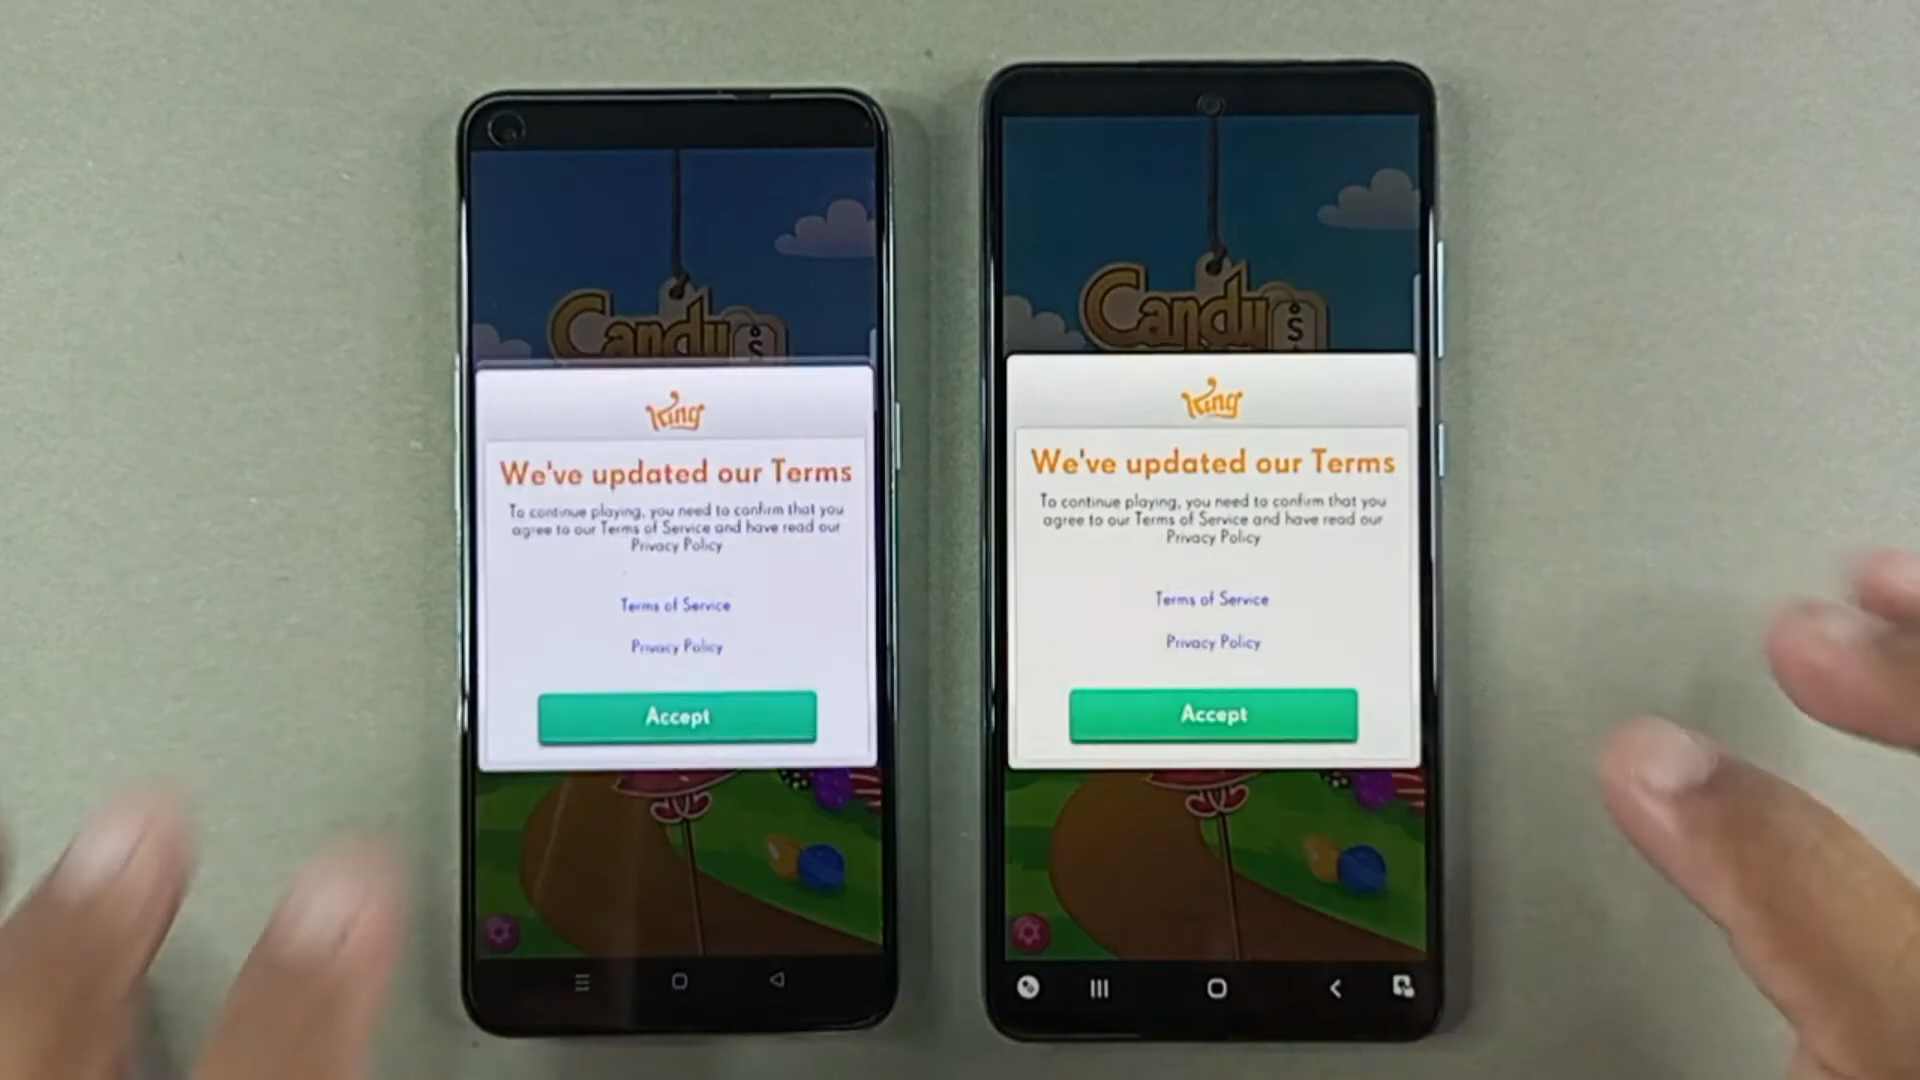 Candy
S
King
We've updated our Terms
To continue playing, you need to confirm that you
agree to our Terms of Service and have read our
Privacy Policy
Terms of Service
Privacy Policy
Accept
Candy
S
King
We've updated our Terms
To continue playing, you need to confirm that you
agree to our Terms of Service and have read our
Privacy Policy
Terms of Service
Privacy Policy
Accept